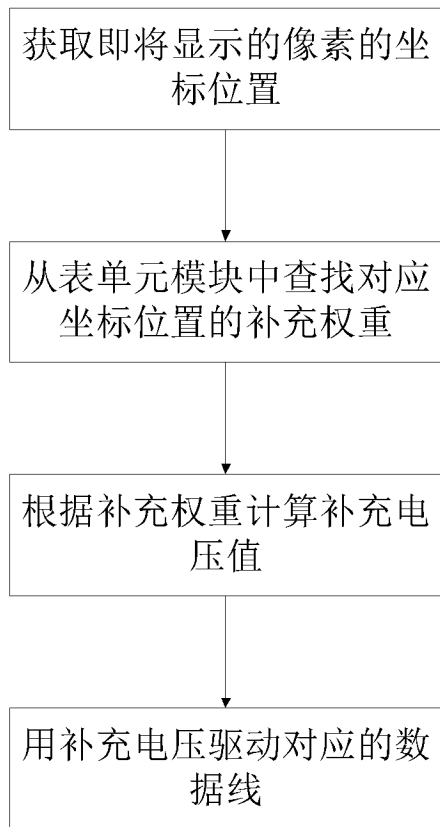 获取即将显示的像素的坐
标位置
从表单元模块中查找对应
坐标位置的补充权重
根据补充权重计算补充电
压值
用补充电压驱动对应的数
据线